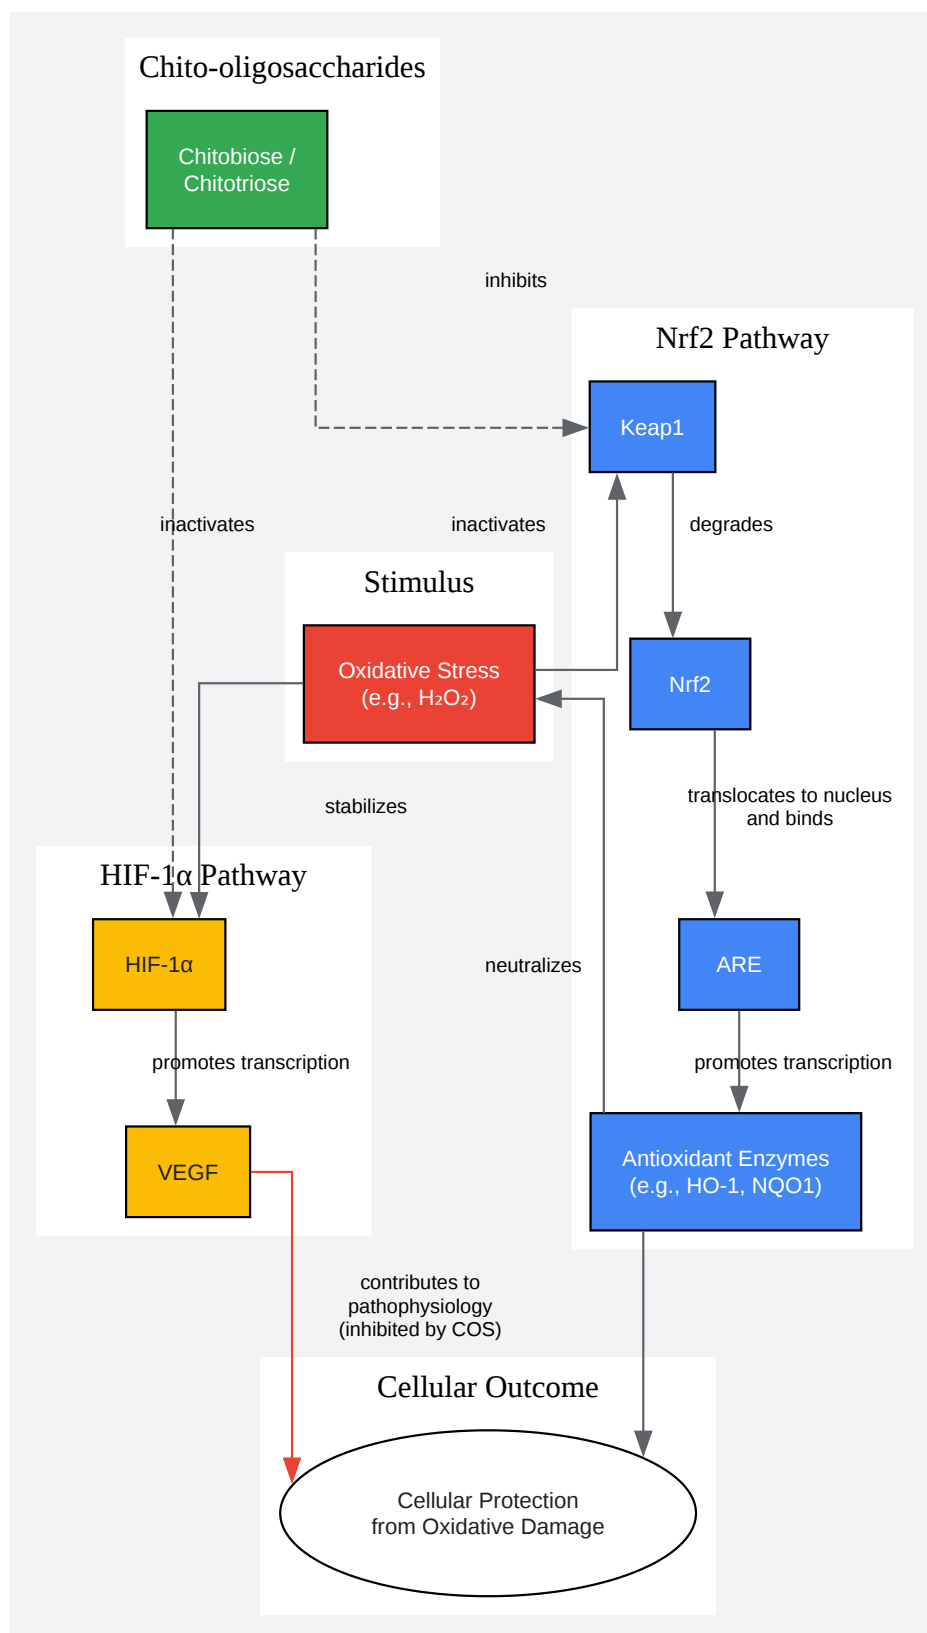 Chito-oligosaccharides
Chitobiose /
Chitotriose
inhibits
Nrf2 Pathway
Keap1
inactivates
inactivates
degrades
Stimulus
Oxidative Stress
(e.g., H₂O₂)
Nrf2
translocates to nucleus
and binds
stabilizes
HIF-1α Pathway
HIF-1α
neutralizes
ARE
promotes transcription
promotes transcription
VEGF
Antioxidant Enzymes
(e.g., HO-1, NQO1)
contributes to
pathophysiology
(inhibited by COS)
Cellular Outcome
Cellular Protection
from Oxidative Damage